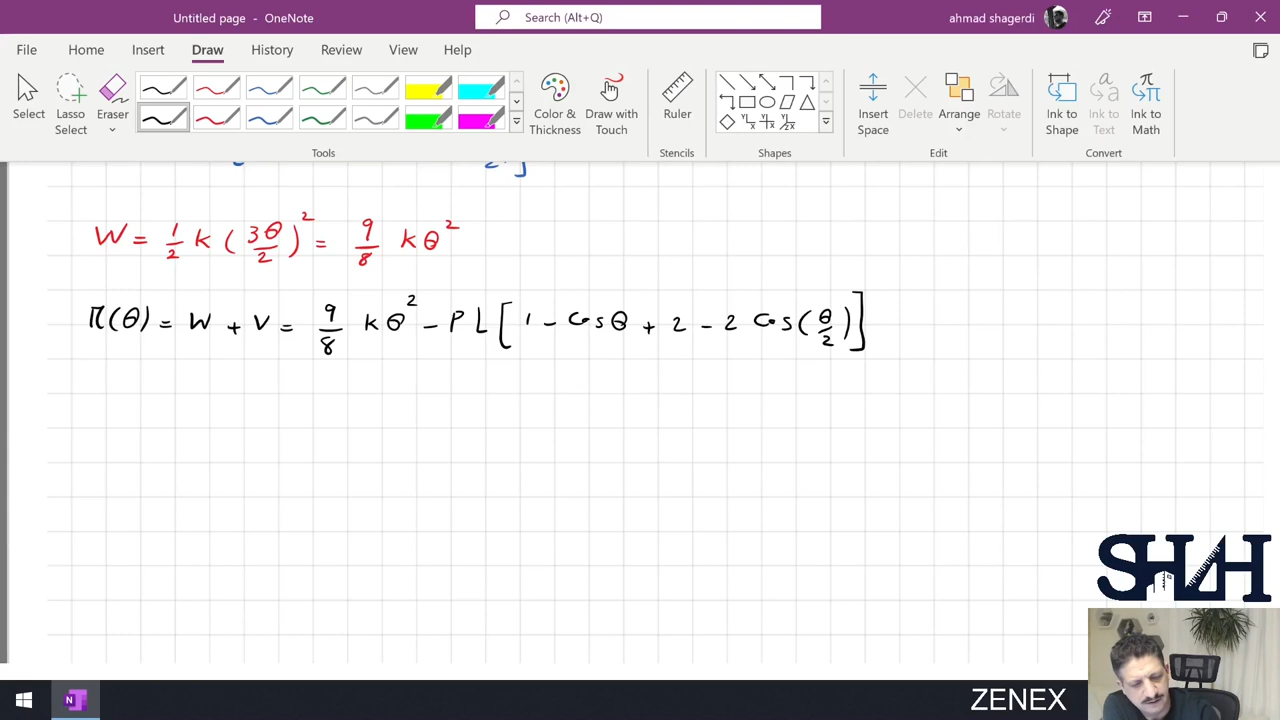 Untitled page - OneNote
Search (Alt+Q)
ahmad shagerdi
File Home Insert Draw History Review View Help
Select
Lasso Select
Eraser
Color & Thickness
Draw with Touch
Ruler
Insert Space
Delete
Arrange
Rotate
Ink to Shape
Ink to Text
Ink to Math
Tools Stencils Shapes Edit Convert
W = 1/2 k (3θ/2)² = 9/8 kθ²
π(θ) = W + V = 9/8 kθ² - PL[1 - Cosθ + 2 - 2 Cos(θ/2)]
SHZH
ZENEX